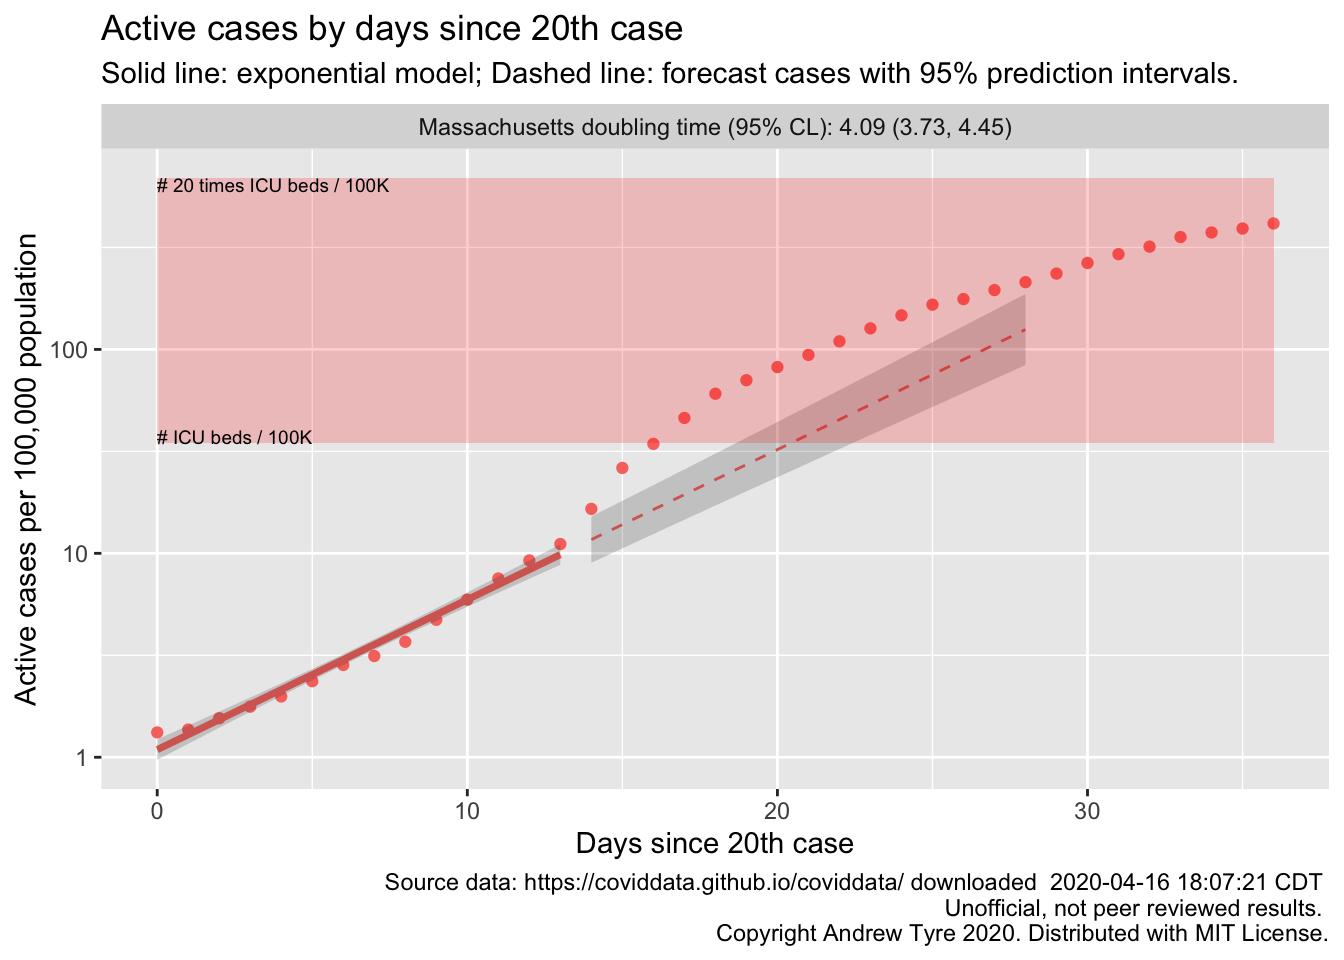 Active cases by days since 20th case
Solid line: exponential model; Dashed line: forecast cases with 95% prediction intervals.
Massachusetts doubling time (95% CL): 4.09 (3.73, 4.45)
# 20 times ICU beds / 100K
# ICU beds / 100K
Active cases per 100,000 population
100
10
1
0
10
20
30
Days since 20th case
Source data: https://coviddata.github.io/coviddata/ downloaded  2020-04-16 18:07:21 CDT
Unofficial, not peer reviewed results.
Copyright Andrew Tyre 2020. Distributed with MIT License.